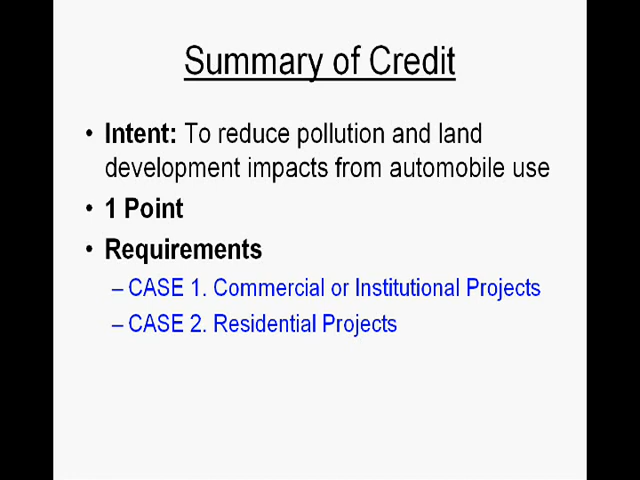 Summary of Credit
• Intent: To reduce pollution and land
development impacts from automobile use
• 1 Point
• Requirements
– CASE 1. Commercial or Institutional Projects
– CASE 2. Residential Projects